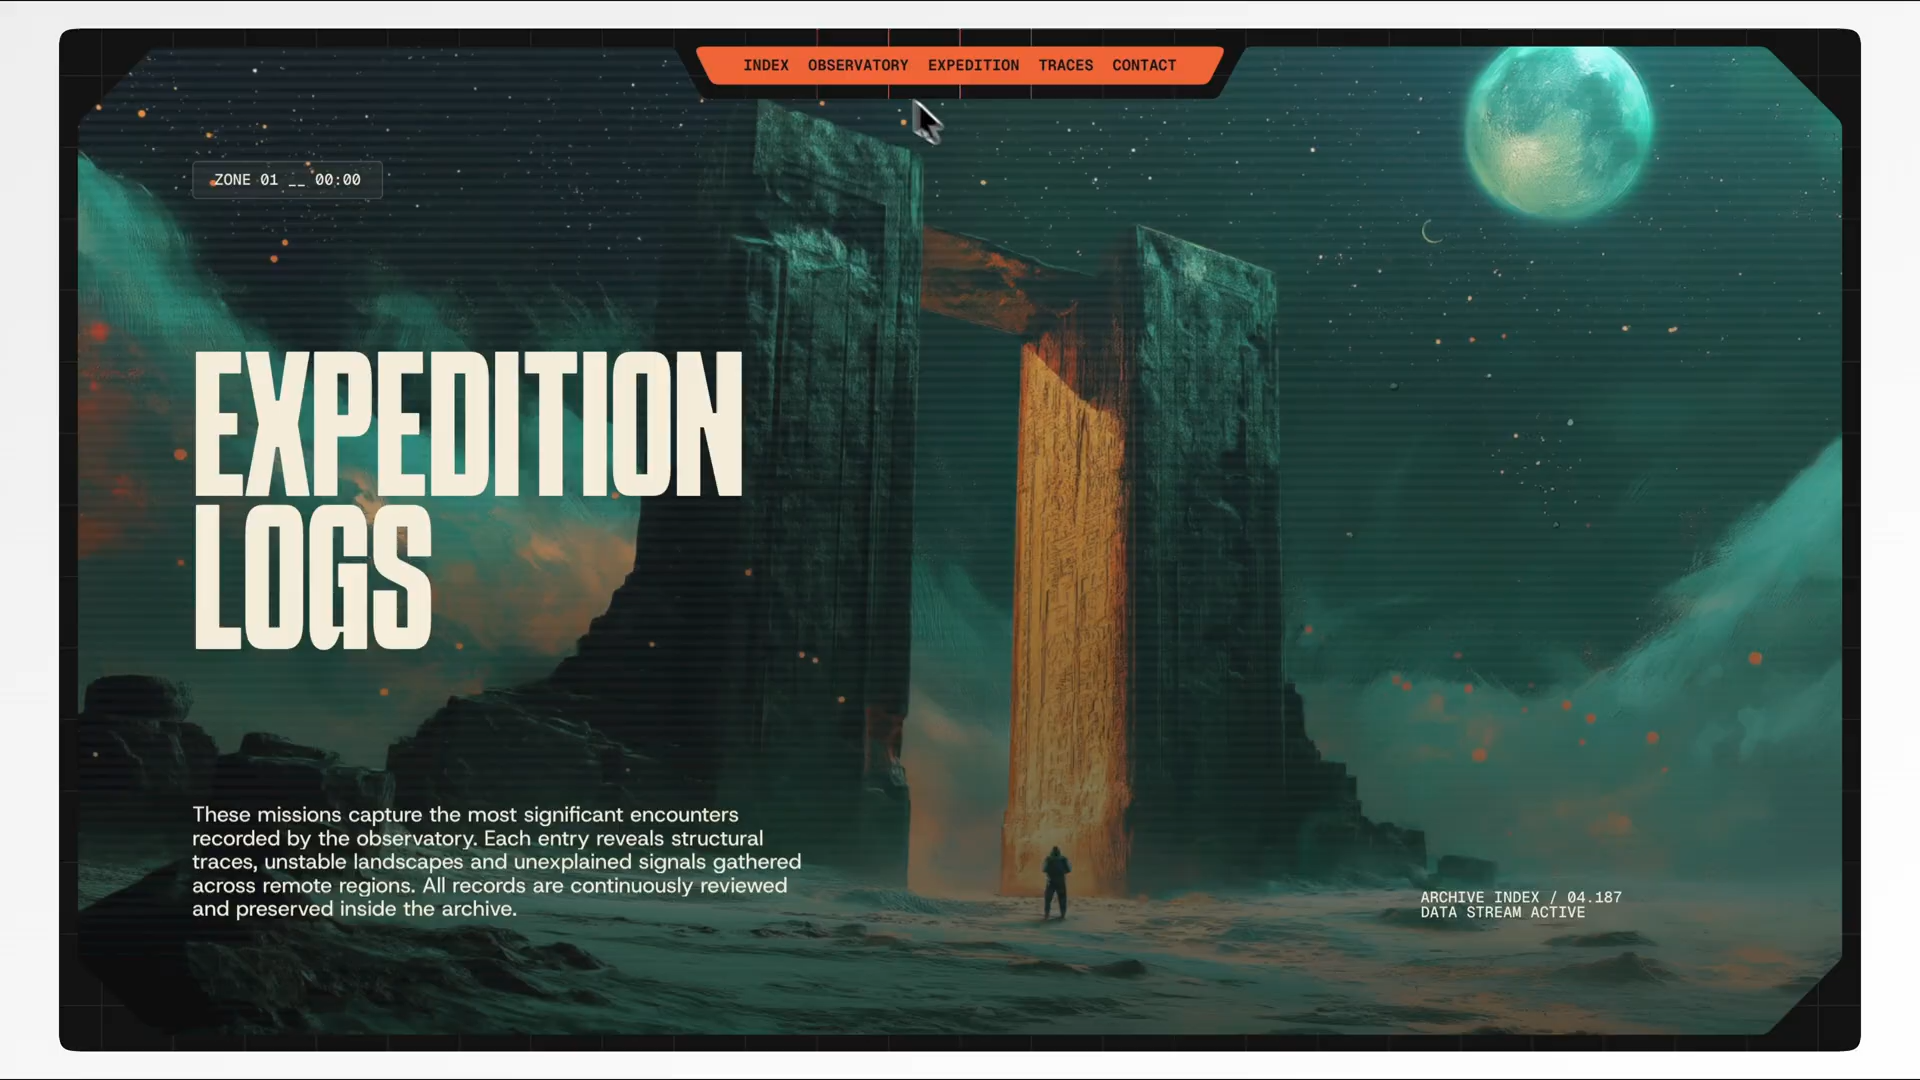 INDEX OBSERVATORY EXPEDITION TRACES CONTACT
ZONE 01 __ 00:00
EXPEDITION
LOGS
These missions capture the most significant encounters
recorded by the observatory. Each entry reveals structural
traces, unstable landscapes and unexplained signals gathered
across remote regions. All records are continuously reviewed
and preserved inside the archive.
ARCHIVE INDEX / 04.187
DATA STREAM ACTIVE